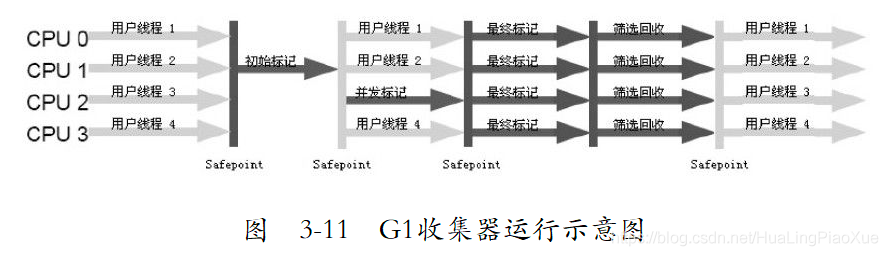 CPU 0 用户线程 1 初始标记 用户线程 1 最终标记 筛选回收 用户线程 1
CPU 1 用户线程 2 用户线程 2 最终标记 筛选回收 用户线程 2
CPU 2 用户线程 3 并发标记 最终标记 筛选回收 用户线程 3
CPU 3 用户线程 4 用户线程 4 最终标记 筛选回收 用户线程 4
Safepoint Safepoint Safepoint Safepoint
图 3-11 G1收集器运行示意图
https://blog.csdn.net/HuaLingPiaoXue